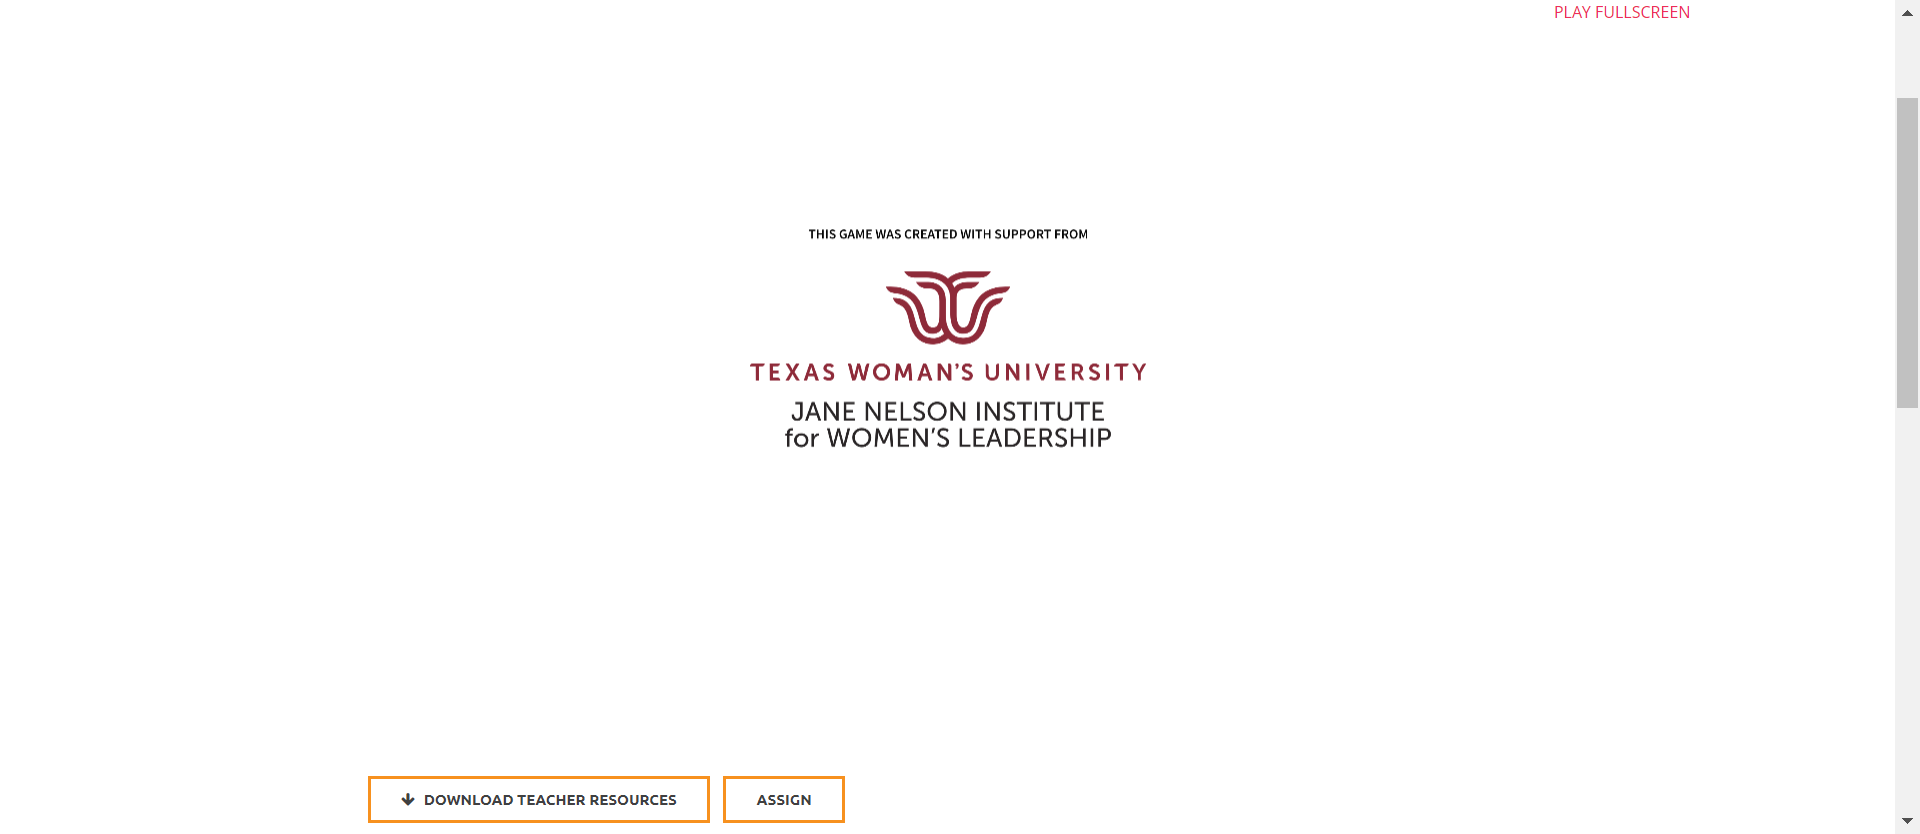 PLAY FULLSCREEN
THIS GAME WAS CREATED WITH SUPPORT FROM
TEXAS WOMAN'S UNIVERSITY
JANE NELSON INSTITUTE
for WOMEN'S LEADERSHIP
DOWNLOAD TEACHER RESOURCES
ASSIGN